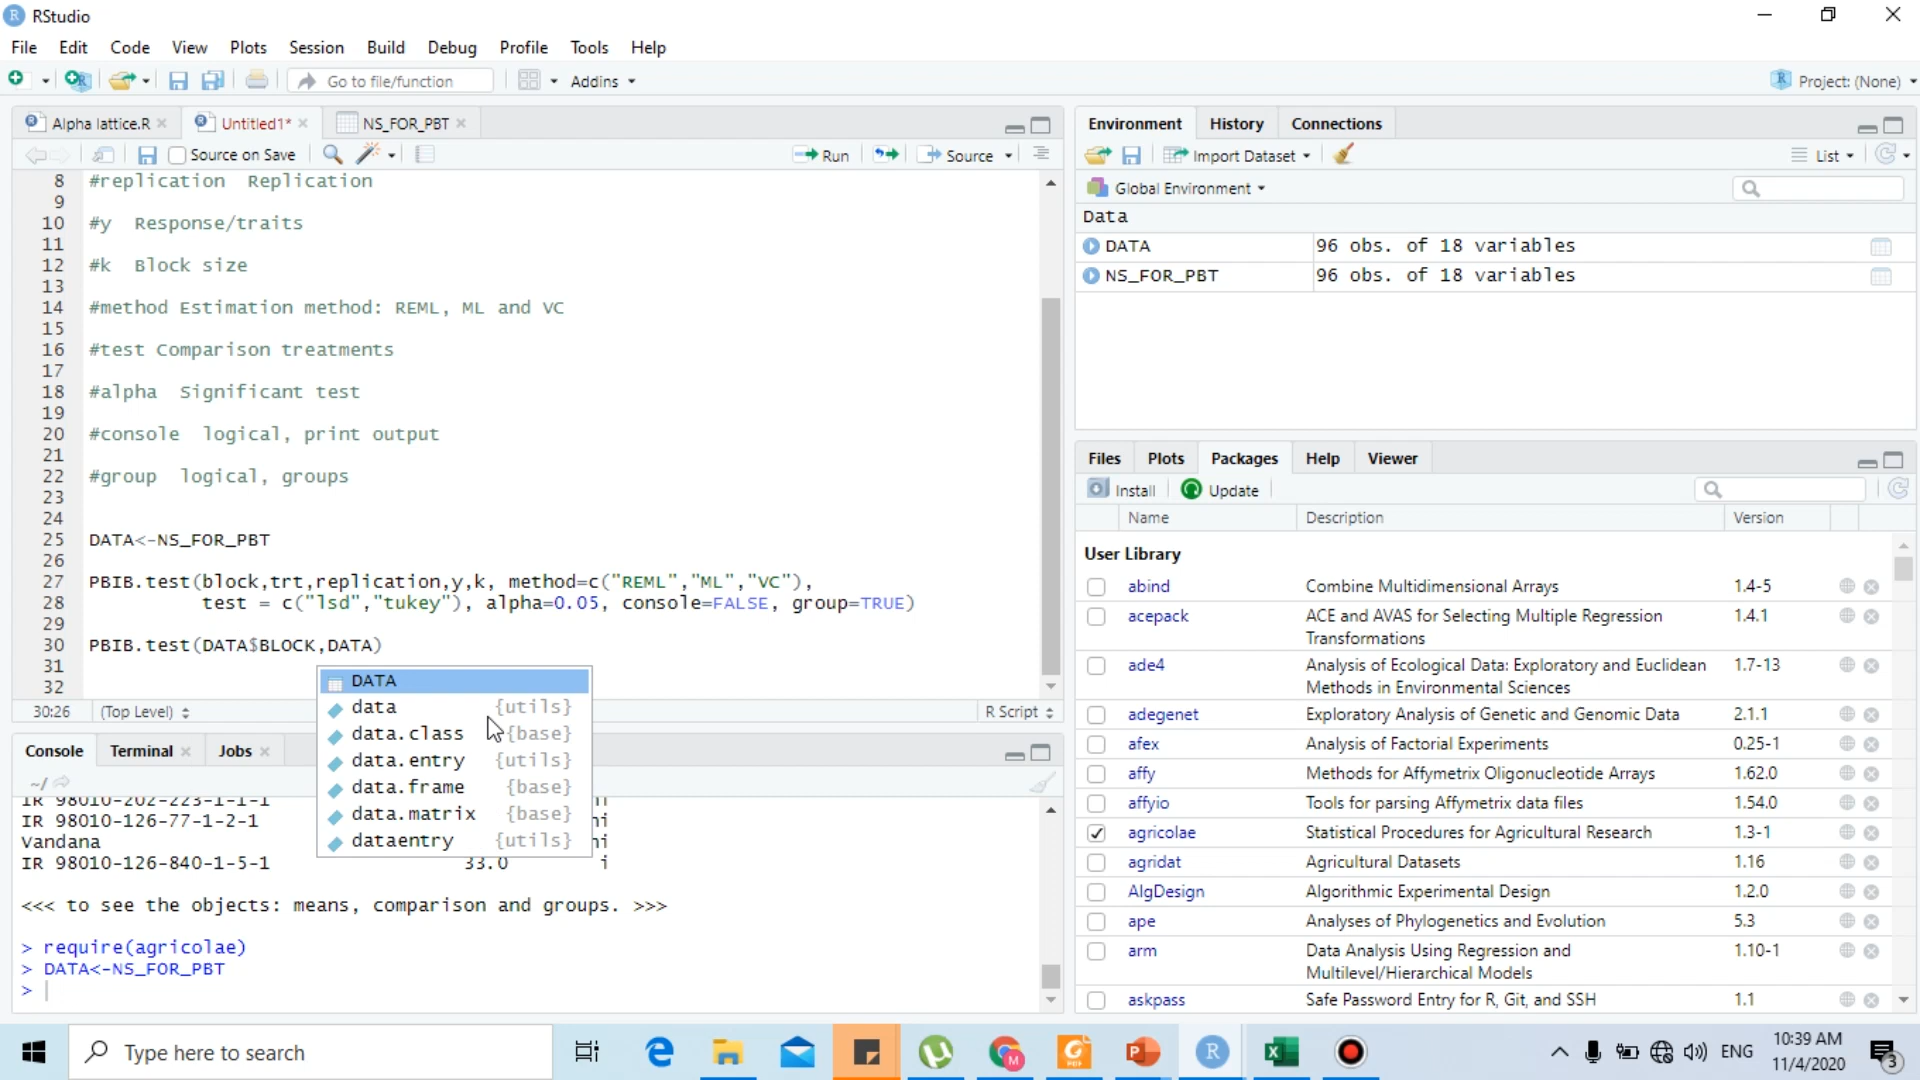 RStudio
File Edit Code View Plots Session Build Debug Profile Tools Help
Go to file/function Addins Project: (None)
Alpha lattice.R Untitled1* NS_FOR_PBT
Source on Save Run Source
8 #replication  Replication
9
10 #y  Response/traits
11
12 #k  Block size
13
14 #method Estimation method: REML, ML and VC
15
16 #test Comparison treatments
17
18 #alpha  Significant test
19
20 #console  logical, print output
21
22 #group  logical, groups
23
24
25 DATA<-NS_FOR_PBT
26
27 PBIB.test(block,trt,replication,y,k, method=c("REML","ML","VC"),
28 test = c("lsd","tukey"), alpha=0.05, console=FALSE, group=TRUE)
29
30 PBIB.test(DATA$BLOCK,DATA)
31
32
DATA
data {utils}
data.class {base}
data.entry {utils}
data.frame {base}
data.matrix {base}
dataentry {utils}
30:26 (Top Level) R Script
Console Terminal Jobs
~/
IR 98010-202-223-1-1-1
IR 98010-126-77-1-2-1 hi
Vandana hi
IR 98010-126-840-1-5-1 33.0 i
<<< to see the objects: means, comparison and groups. >>>
> require(agricolae)
> DATA<-NS_FOR_PBT
>
Environment History Connections
Import Dataset List
Global Environment
Data
DATA 96 obs. of 18 variables
NS_FOR_PBT 96 obs. of 18 variables
Files Plots Packages Help Viewer
Install Update
Name Description Version
User Library
abind Combine Multidimensional Arrays 1.4-5
acepack ACE and AVAS for Selecting Multiple Regression 1.4.1
Transformations
ade4 Analysis of Ecological Data: Exploratory and Euclidean 1.7-13
Methods in Environmental Sciences
adegenet Exploratory Analysis of Genetic and Genomic Data 2.1.1
afex Analysis of Factorial Experiments 0.25-1
affy Methods for Affymetrix Oligonucleotide Arrays 1.62.0
affyio Tools for parsing Affymetrix data files 1.54.0
agricolae Statistical Procedures for Agricultural Research 1.3-1
agridat Agricultural Datasets 1.16
AlgDesign Algorithmic Experimental Design 1.2.0
ape Analyses of Phylogenetics and Evolution 5.3
arm Data Analysis Using Regression and 1.10-1
Multilevel/Hierarchical Models
askpass Safe Password Entry for R, Git, and SSH 1.1
Type here to search
ENG 10:39 AM
11/4/2020 3